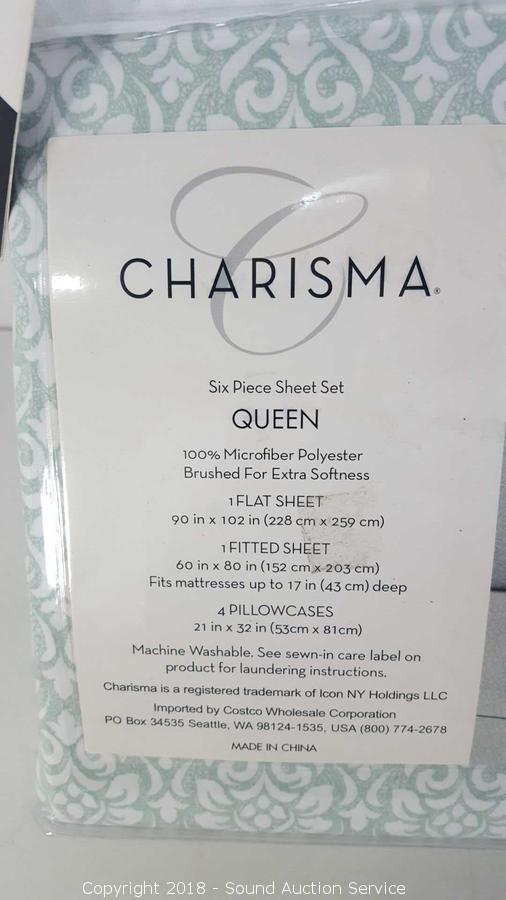 C
CHARISMA®
Six Piece Sheet Set
QUEEN
100% Microfiber Polyester
Brushed For Extra Softness
1 FLAT SHEET
90 in x 102 in (228 cm x 259 cm)
1 FITTED SHEET
60 in x 80 in (152 cm x 203 cm)
Fits mattresses up to 17 in (43 cm) deep
4 PILLOWCASES
21 in x 32 in (53cm x 81cm)
Machine Washable. See sewn-in care label on
product for laundering instructions.
Charisma is a registered trademark of Icon NY Holdings LLC
Imported by Costco Wholesale Corporation
PO Box 34535 Seattle, WA 98124-1535, USA (800) 774-2678
MADE IN CHINA
Copyright 2018 - Sound Auction Service